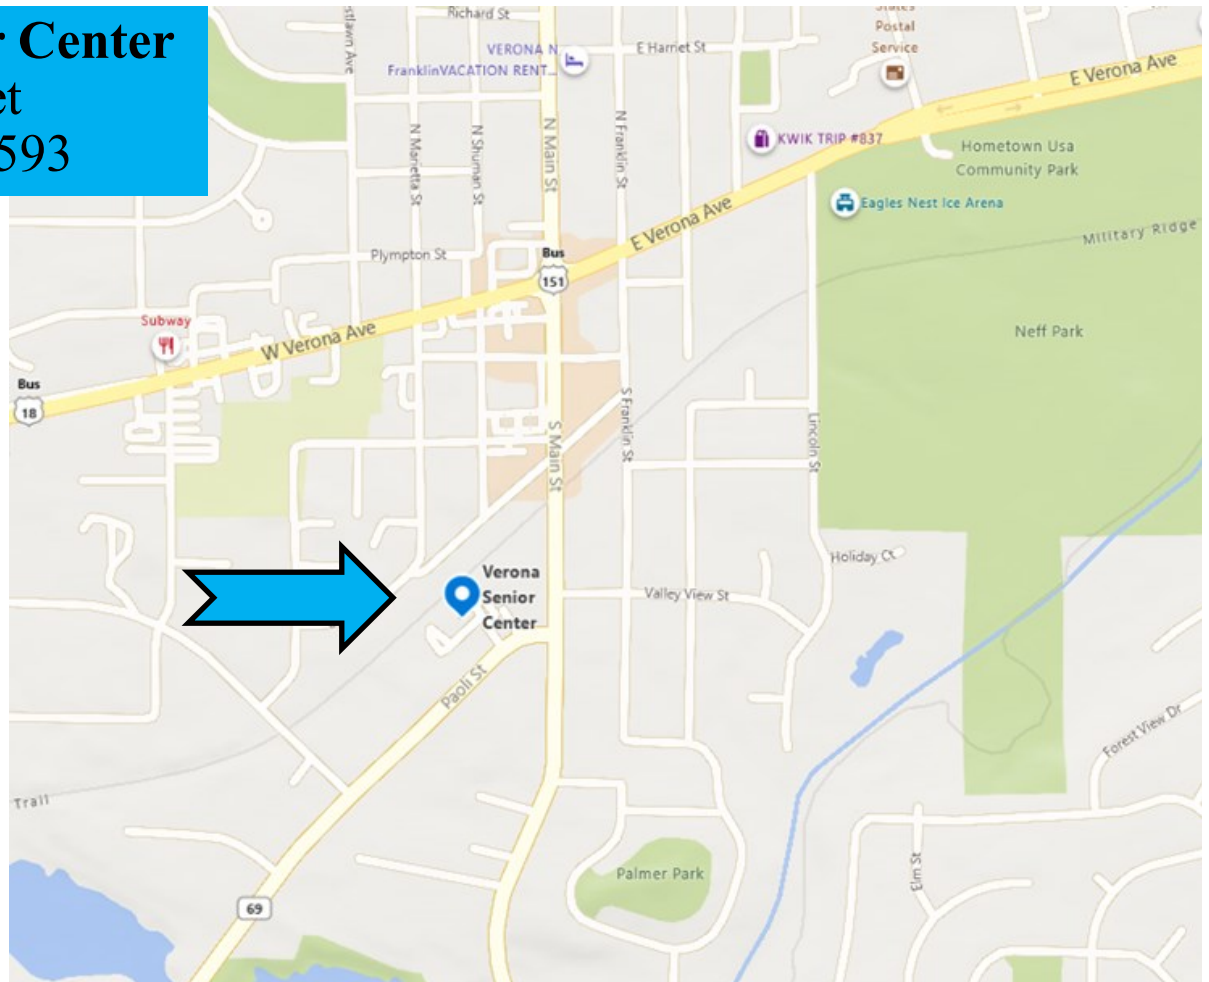 r Center
et
593
Richard St
stlawn Ave
VERONA N
FranklinVACATION RENT...
E Harriet St
States
Postal
Service
E Verona Ave
N Marietta St
N Shuman St
N Main St
N Franklin St
KWIK TRIP #837
Hometown Usa
Community Park
Eagles Nest Ice Arena
E Verona Ave
Military Ridge
Plympton St
Bus
151
Subway
W Verona Ave
Neff Park
Bus
18
S Main St
S Franklin St
Lincoln St
Holiday Ct
Verona
Senior
Center
Valley View St
Paoli St
Forest View Dr
Trail
Elm St
Palmer Park
69